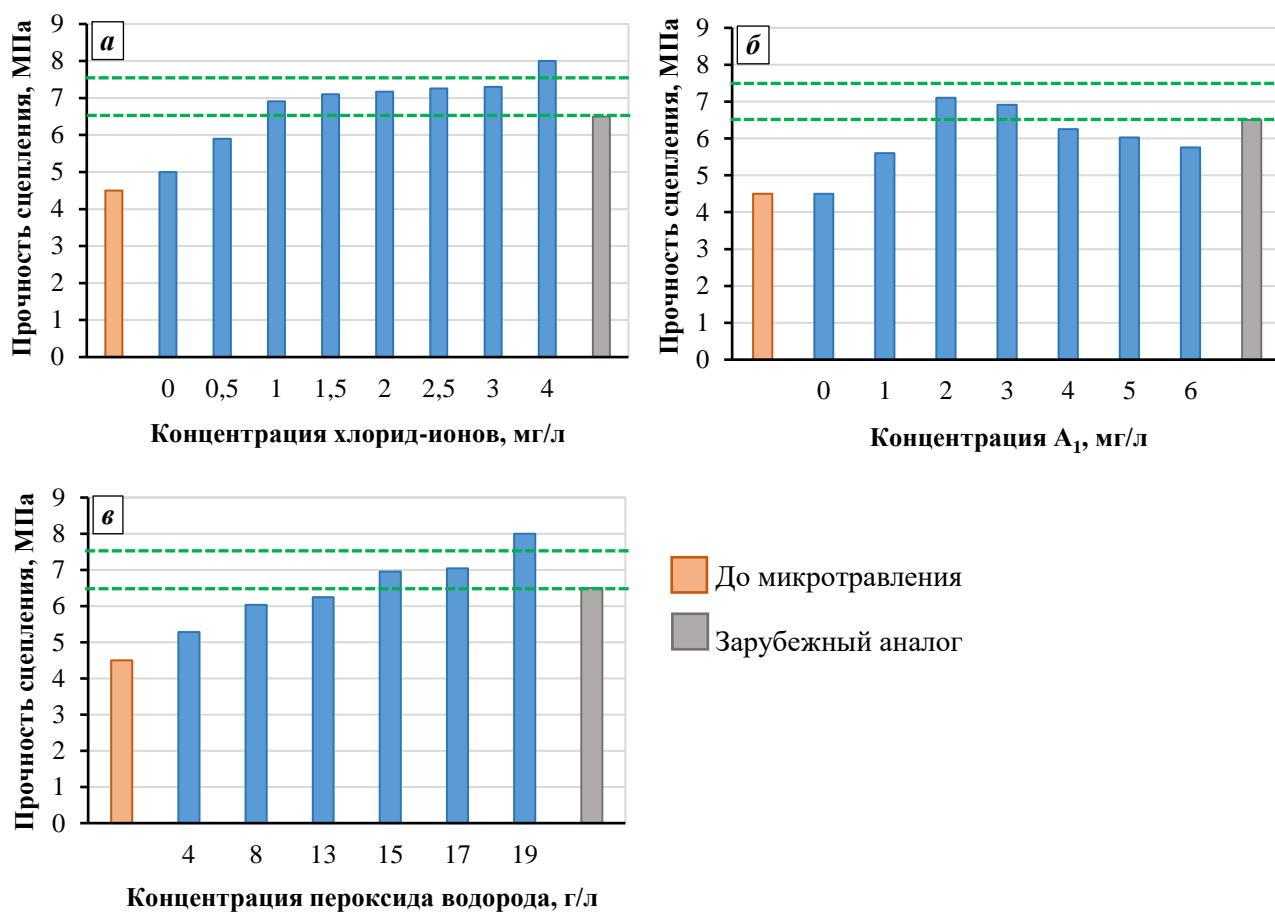 а
Прочность сцепления, МПа
9
8
7
6
5
4
3
2
1
0
0 0,5 1 1,5 2 2,5 3 4
Концентрация хлорид-ионов, мг/л
б
Прочность сцепления, МПа
9
8
7
6
5
4
3
2
1
0
0 1 2 3 4 5 6
Концентрация А₁, мг/л
в
Прочность сцепления, МПа
9
8
7
6
5
4
3
2
1
0
4 8 13 15 17 19
Концентрация пероксида водорода, г/л
До микротравления
Зарубежный аналог